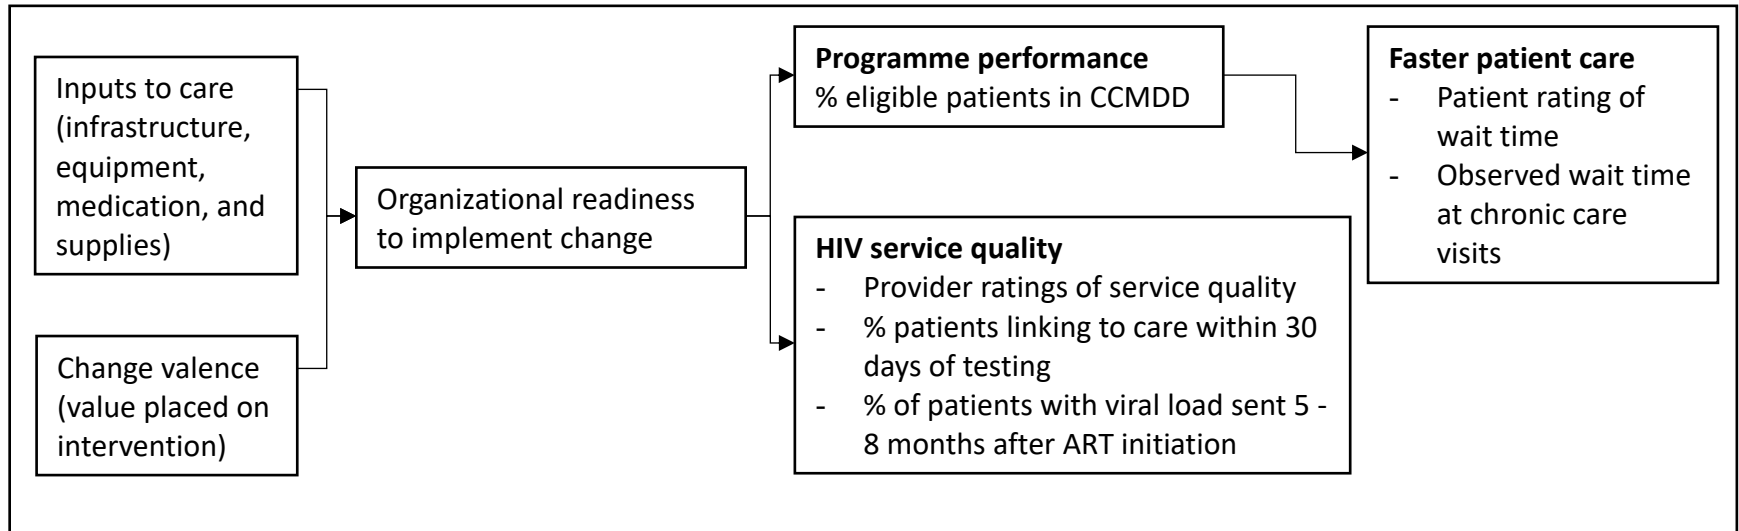 Inputs to care
(infrastructure,
equipment,
medication, and
supplies)
Change valence
(value placed on
intervention)
Organizational readiness
to implement change
Programme performance
% eligible patients in CCMDD
HIV service quality
- Provider ratings of service quality
- % patients linking to care within 30
days of testing
- % of patients with viral load sent 5 -
8 months after ART initiation
Faster patient care
- Patient rating of
wait time
- Observed wait time
at chronic care
visits